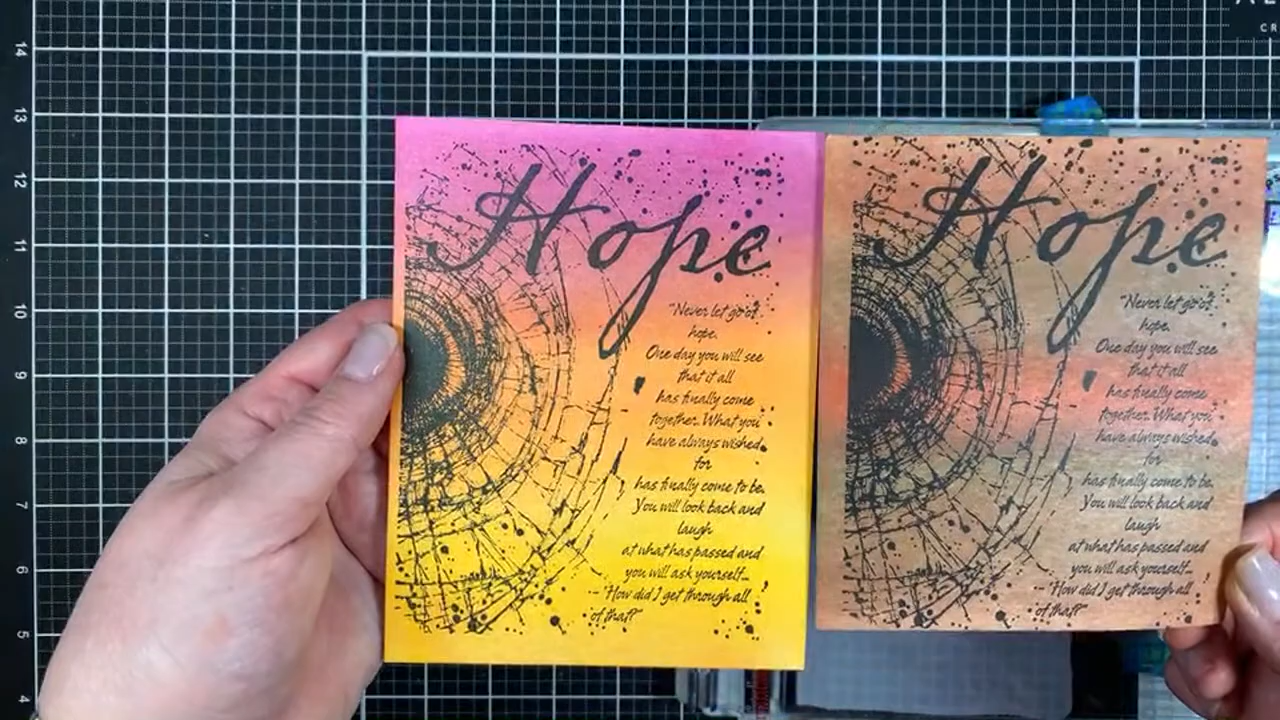 Hope
"Never let go of
hope.
One day you will see
that it all
has finally come
together. What you
have always wished
for
has finally come to be.
You will look back and
laugh
at what has passed and
you will ask yourself...
"How did I get through all
of that?"
Hope
"Never let go of
hope.
One day you will see
that it all
has finally come
together. What you
have always wished
for
has finally come to be.
You will look back and
laugh
at what has passed and
you will ask yourself...
"How did I get through all
of that?"
14
13
12
11
10
9
8
7
6
5
4